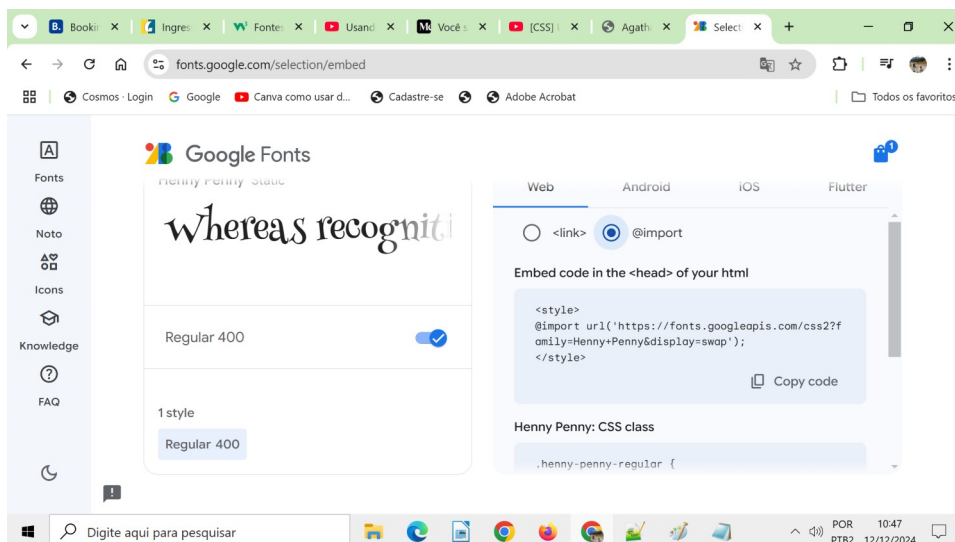 Bookin
Ingres
Fontes
Usand
Você s
[CSS]
Agath
Select
fonts.google.com/selection/embed
Cosmos · Login
Google
Canva como usar d...
Cadastre-se
Adobe Acrobat
Todos os favoritos
Google Fonts
1
Fonts
Noto
Icons
Knowledge
FAQ
Henny Penny Static
Whereas recogniti
Regular 400
1 style
Regular 400
Web Android iOS Flutter
<link> @import
Embed code in the <head> of your html
<style>
@import url('https://fonts.googleapis.com/css2?f
amily=Henny+Penny&display=swap');
</style>
Copy code
Henny Penny: CSS class
.henny-penny-regular {
Digite aqui para pesquisar
POR
PTB2
10:47
12/12/2024